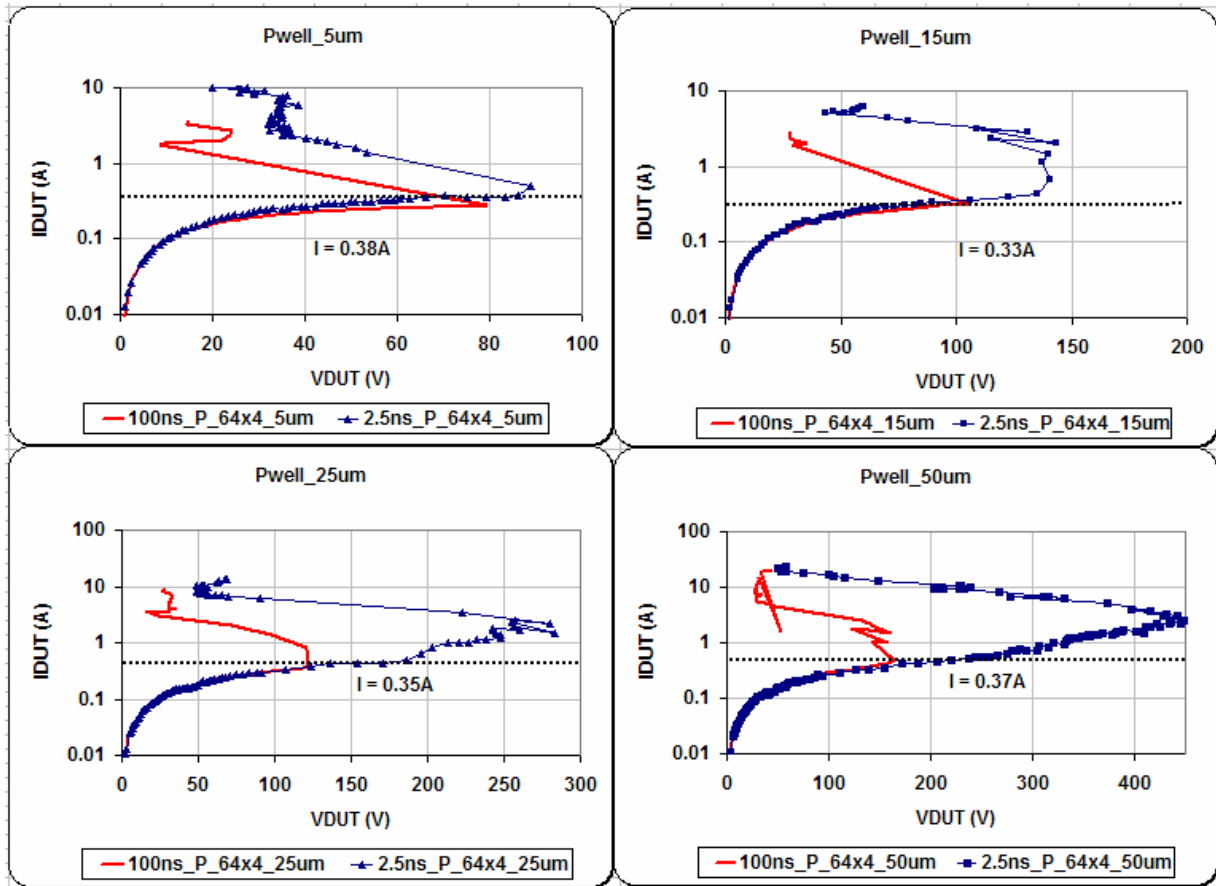 Pwell_5um
10
1
0.1
0.01
IDUT (A)
I = 0.38A
0 20 40 60 80 100
VDUT (V)
100ns_P_64x4_5um 2.5ns_P_64x4_5um
Pwell_15um
10
1
0.1
0.01
IDUT (A)
I = 0.33A
0 50 100 150 200
VDUT (V)
100ns_P_64x4_15um 2.5ns_P_64x4_15um
Pwell_25um
100
10
1
0.1
0.01
IDUT (A)
I = 0.35A
0 50 100 150 200 250 300
VDUT (V)
100ns_P_64x4_25um 2.5ns_P_64x4_25um
Pwell_50um
100
10
1
0.1
0.01
IDUT (A)
I = 0.37A
0 100 200 300 400
VDUT (V)
100ns_P_64x4_50um 2.5ns_P_64x4_50um